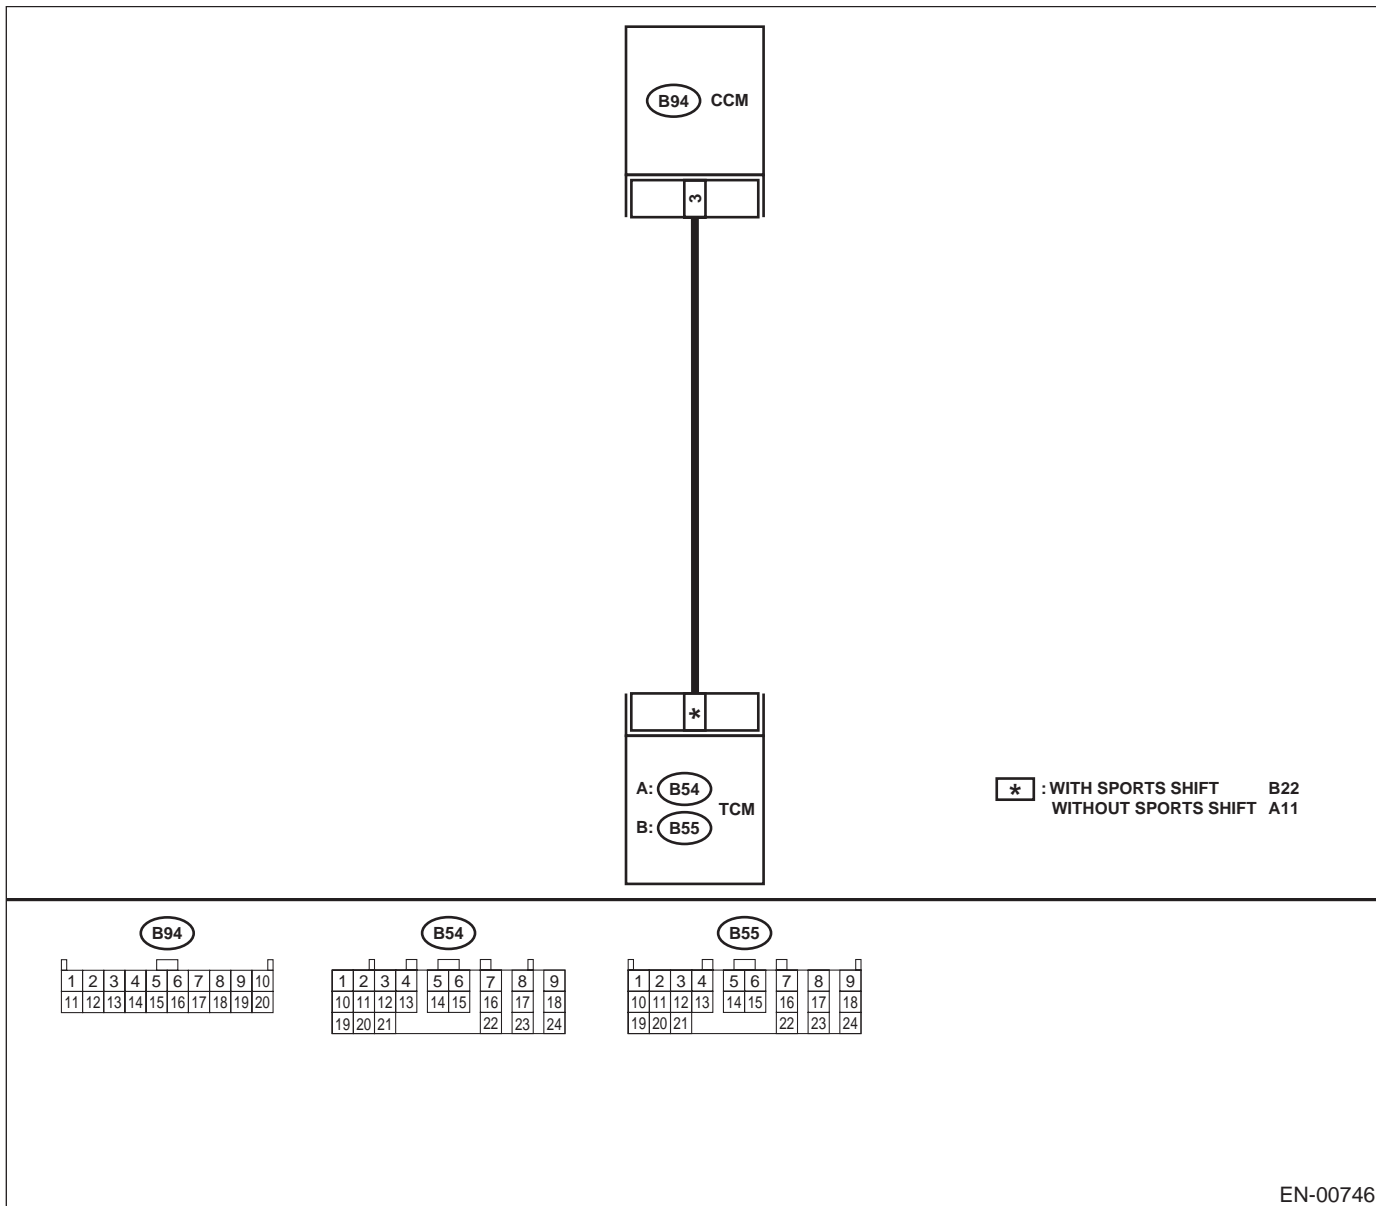 B94 CCM
3
*
A: B54
TCM
B: B55
* : WITH SPORTS SHIFT B22
WITHOUT SPORTS SHIFT A11
B94
1 2 3 4 5 6 7 8 9 10
11 12 13 14 15 16 17 18 19 20
B54
1 2 3 4 5 6 7 8 9
10 11 12 13 14 15 16 17 18
19 20 21 22 23 24
B55
1 2 3 4 5 6 7 8 9
10 11 12 13 14 15 16 17 18
19 20 21 22 23 24
EN-00746